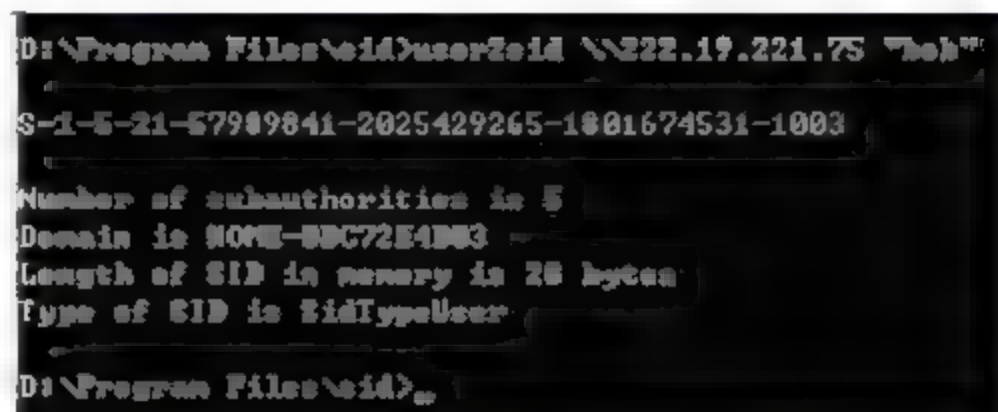 D:\Program Files\sid>user2sid \\222.19.221.75 "bob"
S-1-5-21-57989841-2025429265-1801674531-1003
Number of subauthorities is 5
Domain is
Length of SID in memory is 28 bytes
Type of SID is SidTypeUser
D:\Program Files\sid>_